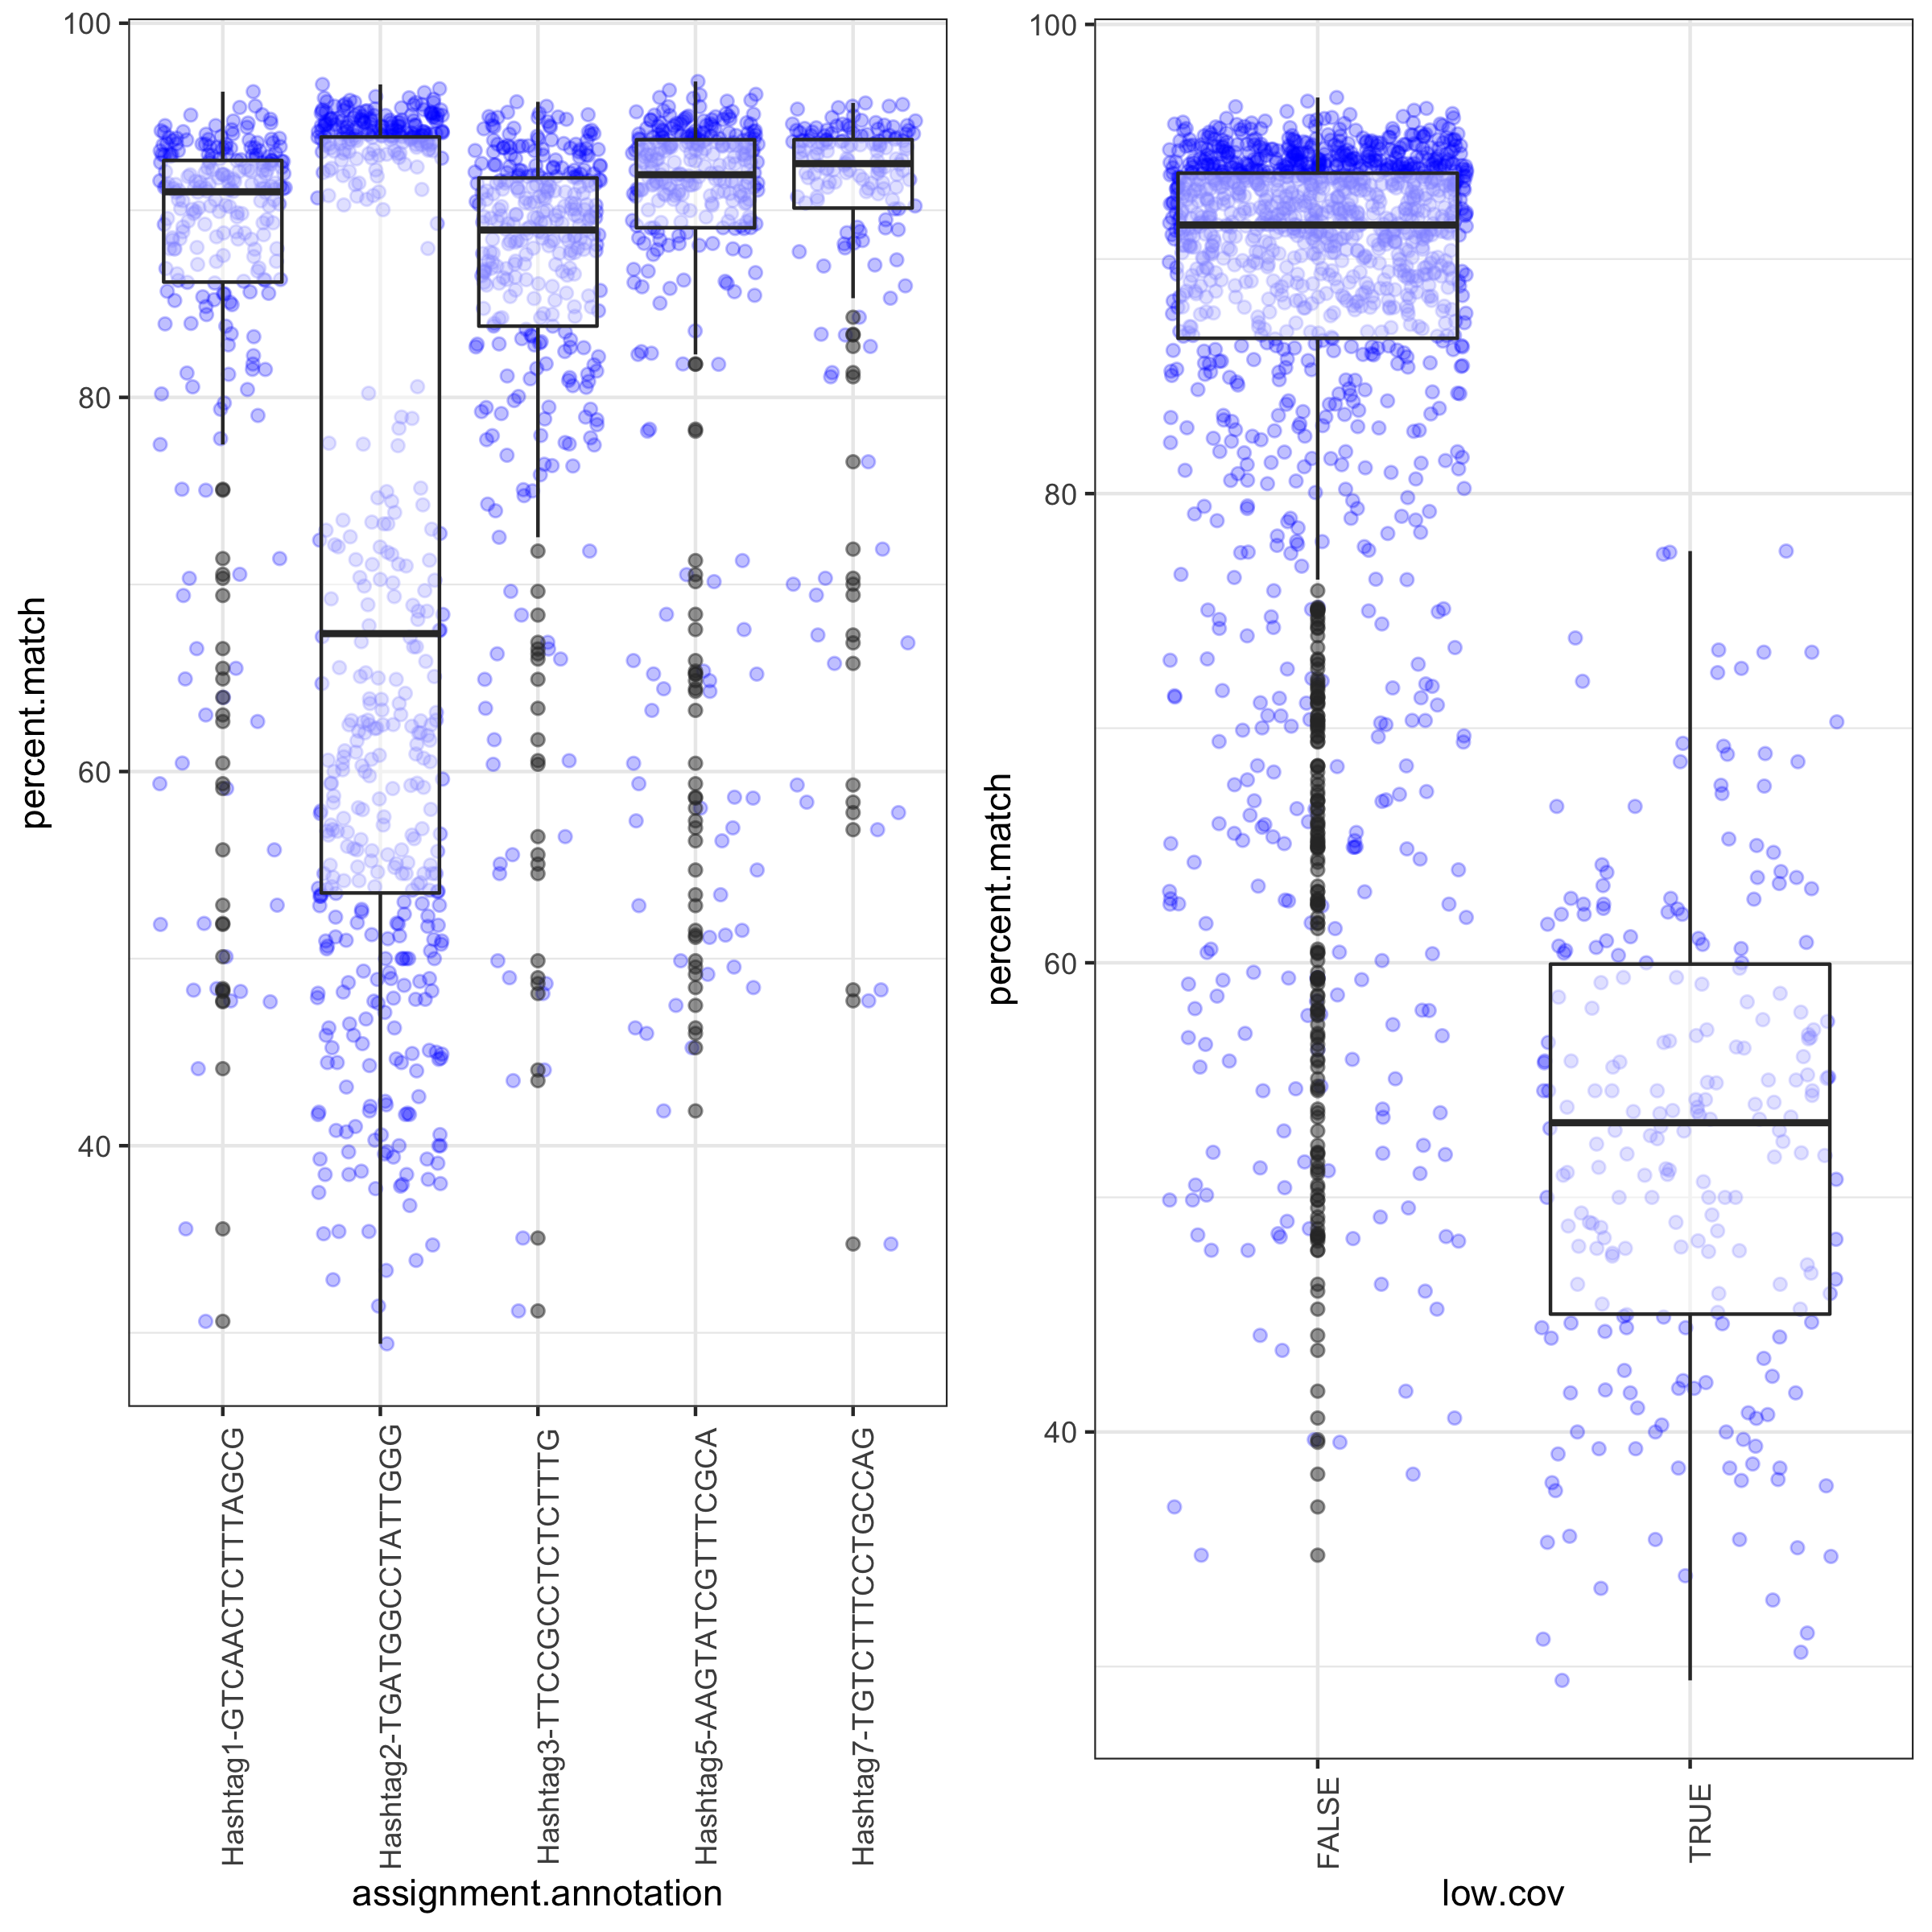 percent.match
100
80
60
40
Hashtag1-GTCAACTCTTTAGCG
Hashtag2-TGATGGCCTATTGGG
Hashtag3-TTCCGCCTCTCTTTG
Hashtag5-AAGTATCGTTTCGCA
Hashtag7-TGTCTTTCCTGCCAG
assignment.annotation
percent.match
100
80
60
40
FALSE
TRUE
low.cov